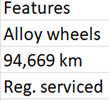 Features
Alloy wheels
94,669 km
Reg. serviced